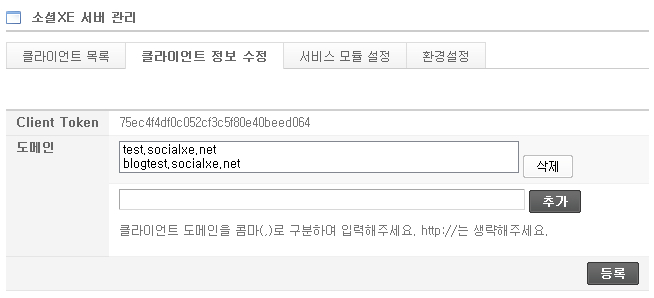 소셜XE 서버 관리
클라이언트 목록 클라이언트 정보 수정 서비스 모듈 설정 환경설정
Client Token 75ec4f4df0c052cf3c5f80e40beed064
도메인 test.socialxe.net
blogtest.socialxe.net
삭제
추가
클라이언트 도메인을 콤마(,)로 구분하여 입력해주세요. http://는 생략해주세요.
등록